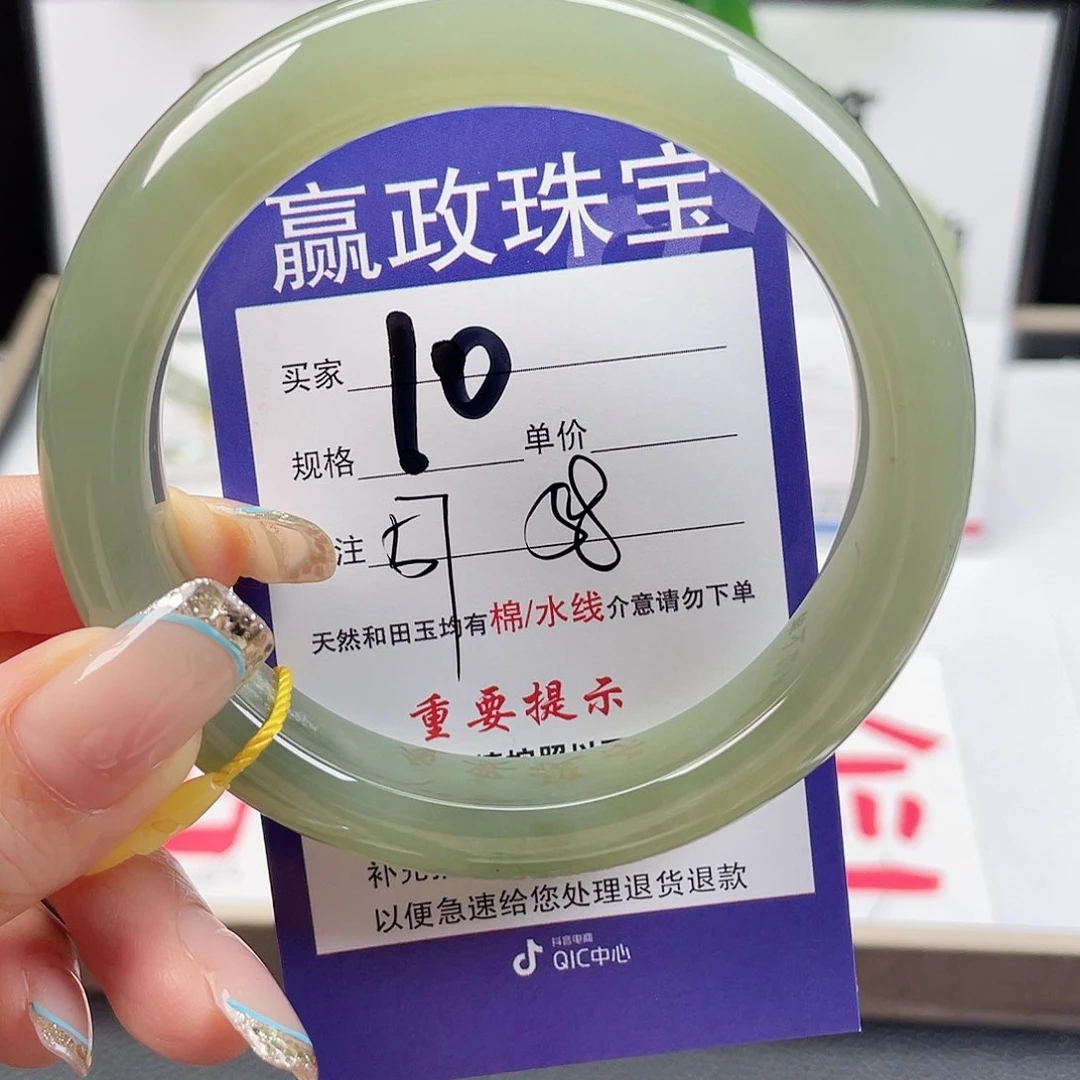 赢政珠宝
买家 10
规格 单价
注
天然和田玉均有棉/水线介意请勿下单
重要提示
以便急速给您处理退货退款
抖音电商
QIC中心